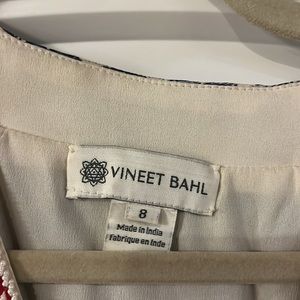 VINEET BAHL
8
Made in India
Fabriqué en Inde